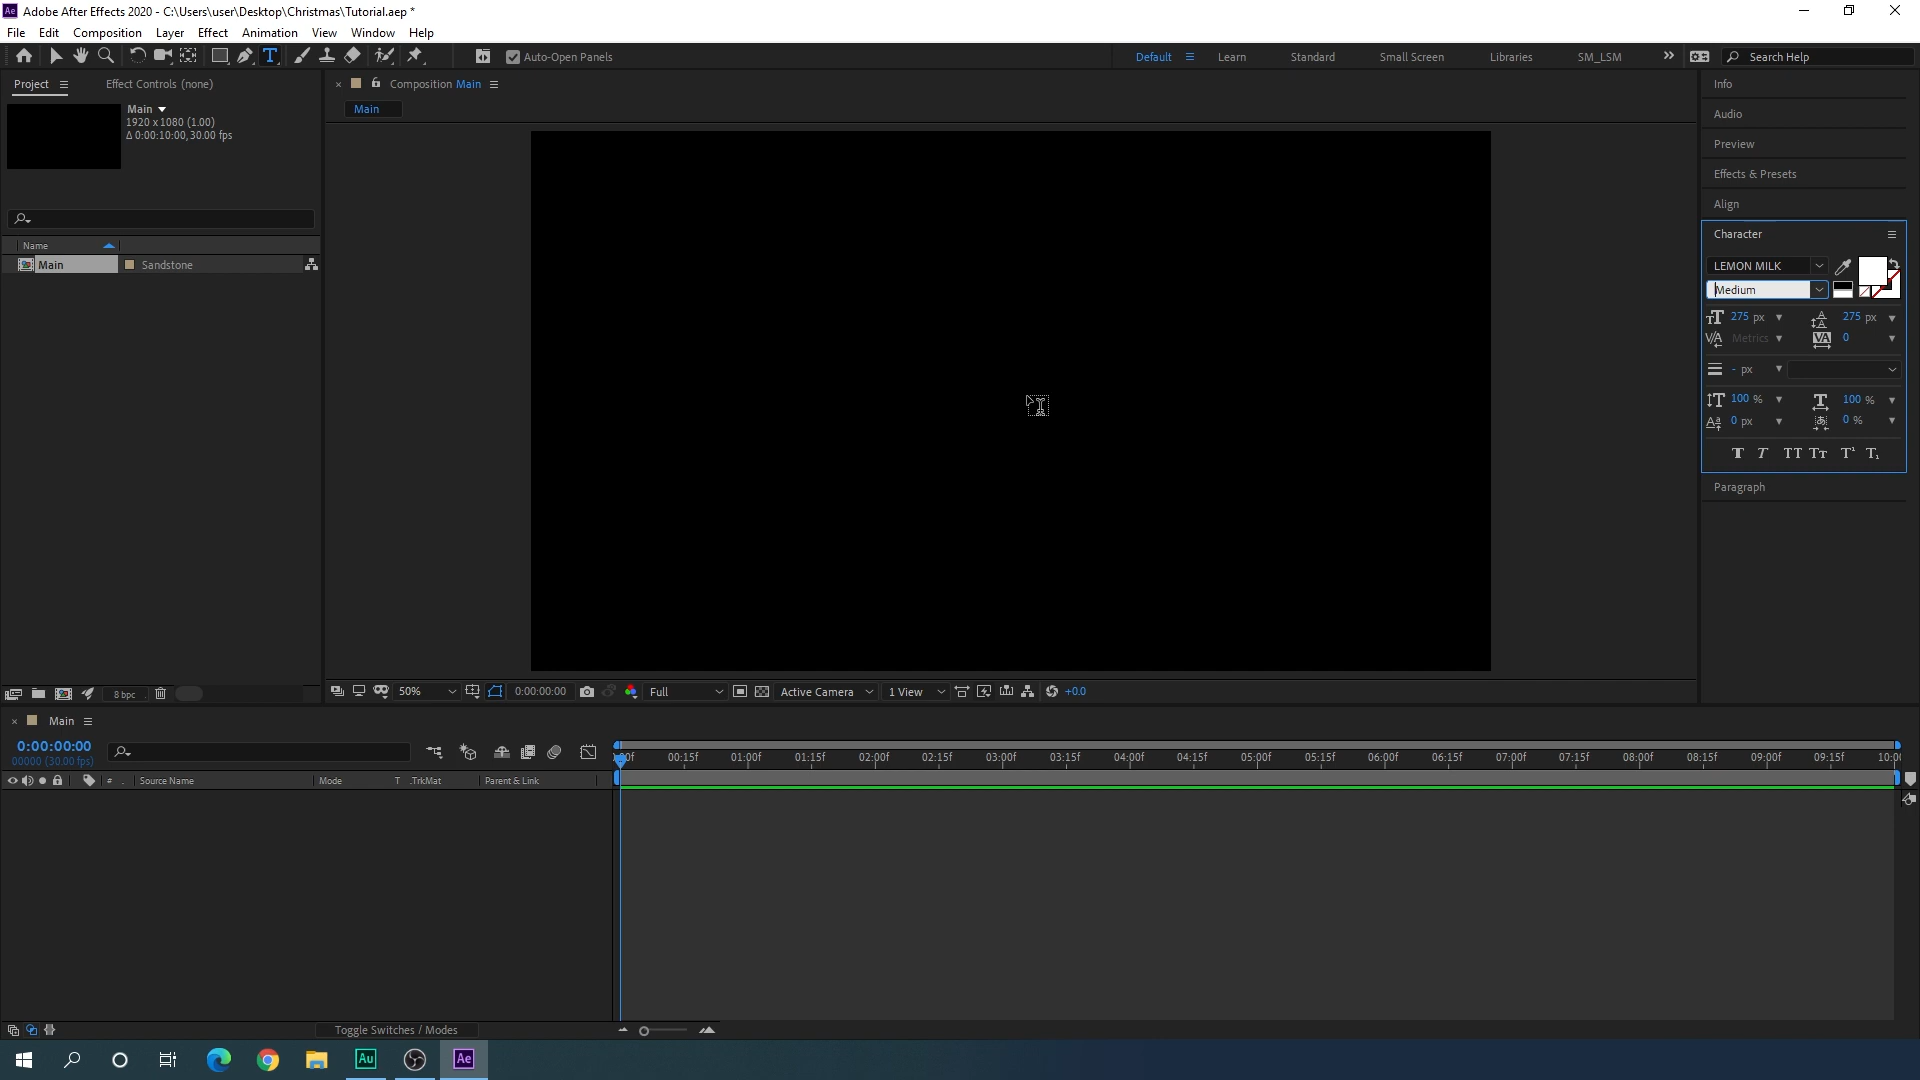 Adobe After Effects 2020 - C:\Users\user\Desktop\Christmas\Tutorial.aep *
File Edit Composition Layer Effect Animation View Window Help
Auto-Open Panels
Default Learn Standard Small Screen Libraries SM_LSM Search Help
Project Effect Controls (none)
Main
1920 x 1080 (1.00)
Δ 0:00:10:00, 30.00 fps
Name
Main Sandstone
8 bpc
Composition Main
Main
50% 0:00:00:00 Full Active Camera 1 View +0.0
Info
Audio
Preview
Effects & Presets
Align
Character
LEMON MILK
Medium
275 px 275 px
Metrics 0
- px
100 % 100 %
0 px 0 %
Paragraph
Main
0:00:00:00
00000 (30.00 fps)
Source Name Mode T .TrkMat Parent & Link
00:15f 01:00f 01:15f 02:00f 02:15f 03:00f 03:15f 04:00f 04:15f 05:00f 05:15f 06:00f 06:15f 07:00f 07:15f 08:00f 08:15f 09:00f 09:15f
Toggle Switches / Modes
Au Ae